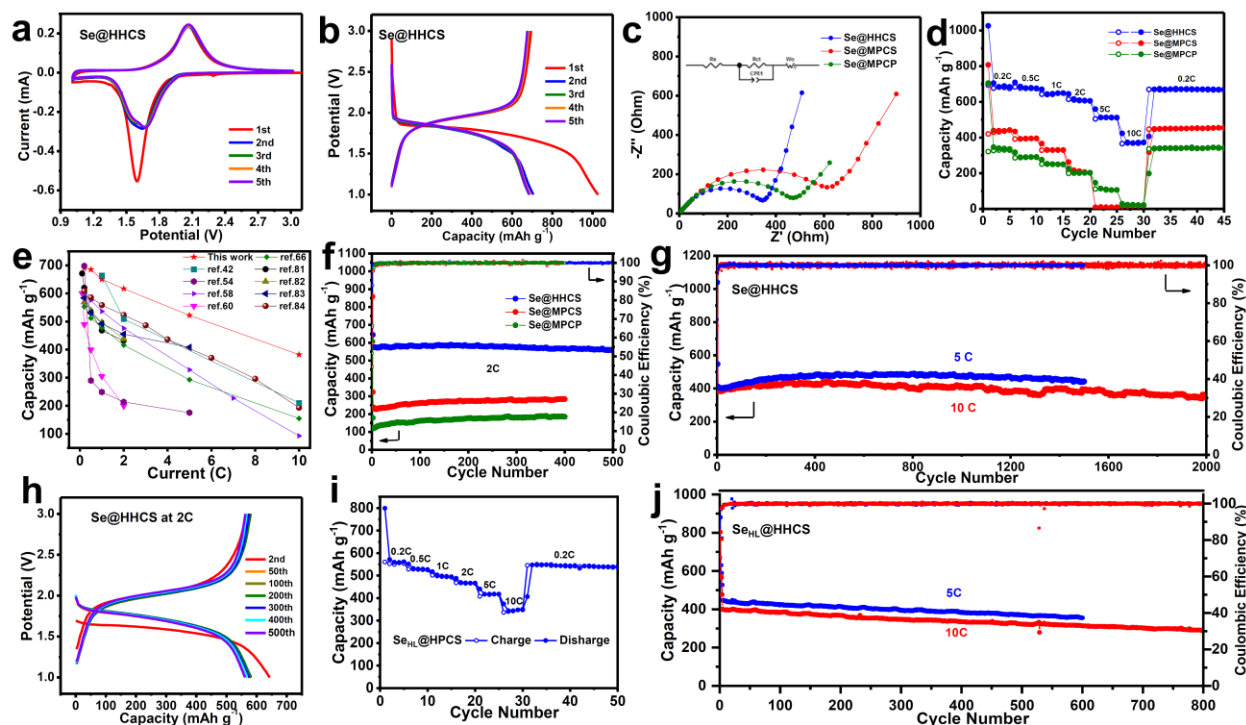 a
Se@HHCS
Current (mA)
0.2
0.0
-0.2
-0.4
-0.6
0.9 1.2 1.5 1.8 2.1 2.4 2.7 3.0
Potential (V)
1st
2nd
3rd
4th
5th
b
Se@HHCS
Potential (V)
3.0
2.5
2.0
1.5
1.0
0 200 400 600 800 1000
Capacity (mAh g-1)
1st
2nd
3rd
4th
5th
c
-Z'' (Ohm)
1000
800
600
400
200
0
0 200 400 600 800 1000
Z' (Ohm)
Se@HHCS
Se@MPCS
Se@MPCP
Rct
CPE1
d
Capacity (mAh g-1)
1000
800
600
400
200
0
0 5 10 15 20 25 30 35 40 45
Cycle Number
Se@HHCS
Se@MPCS
Se@MPCP
0.2C 0.5C 1C 2C 5C 10C 0.2C
e
Capacity (mAh g-1)
700
600
500
400
300
200
100
0 2 4 6 8 10
Current (C)
This work ref.66
ref.42 ref.81
ref.54 ref.82
ref.58 ref.83
ref.60 ref.84
f
Capacity (mAh g-1)
1100
1000
900
800
700
600
500
400
300
200
100
0
0 100 200 300 400 500
Cycle Number
Couloubic Efficiency (%)
100
90
80
70
60
50
40
30
20
10
0
Se@HHCS
Se@MPCS
Se@MPCP
2C
g
Se@HHCS
Capacity (mAh g-1)
1200
1000
800
600
400
200
0
0 400 800 1200 1600 2000
Cycle Number
Couloubic Efficiency (%)
100
80
60
40
20
0
5 C
10 C
h
Se@HHCS at 2C
Potential (V)
3.0
2.5
2.0
1.5
1.0
0 100 200 300 400 500 600 700
Capacity (mAh g-1)
2nd
50th
100th
200th
300th
400th
500th
i
Capacity (mAh g-1)
900
800
700
600
500
400
300
200
100
0
0 10 20 30 40 50
Cycle Number
0.2C 0.5C 1C 2C 5C 10C 0.2C
SeHL@HPCS Charge Disharge
j
SeHL@HHCS
Capacity (mAh g-1)
1000
800
600
400
200
0
0 100 200 300 400 500 600 700 800
Cycle Number
Coulombic Efficiency (%)
100
80
60
40
20
0
5C
10C